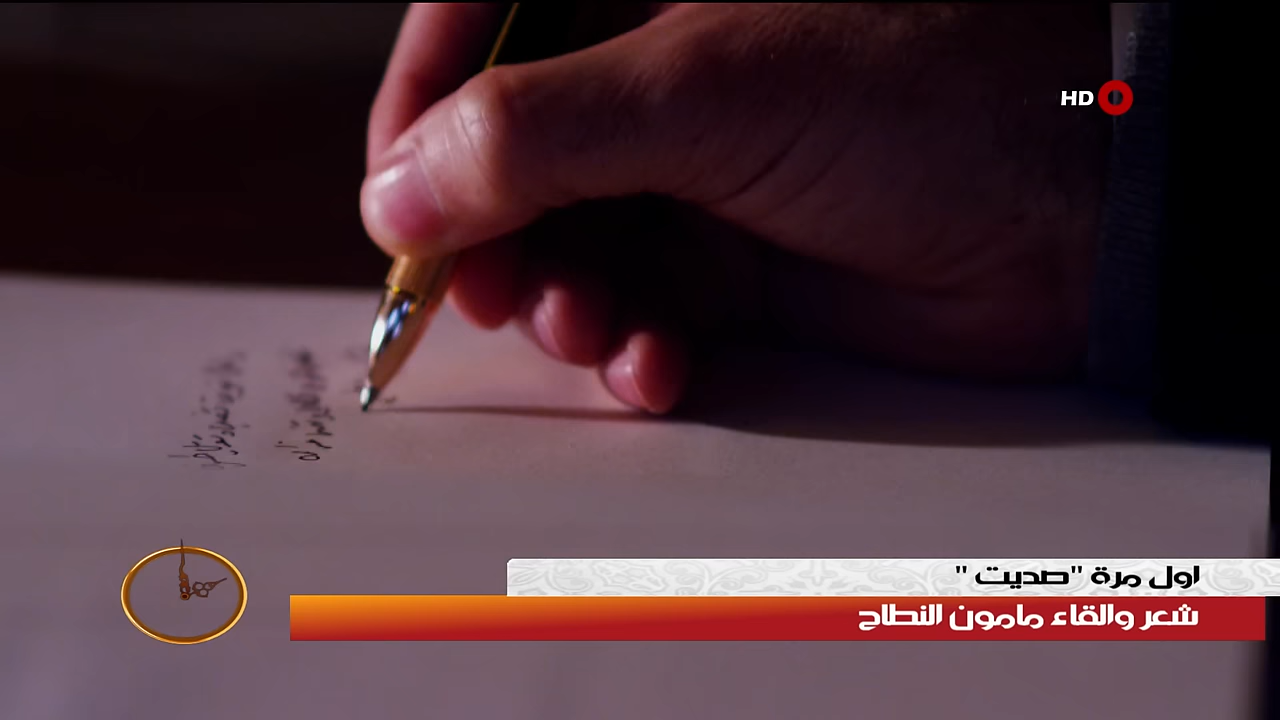 HD
اول مرة "صديت "
شعر والقاء مامون النطاح